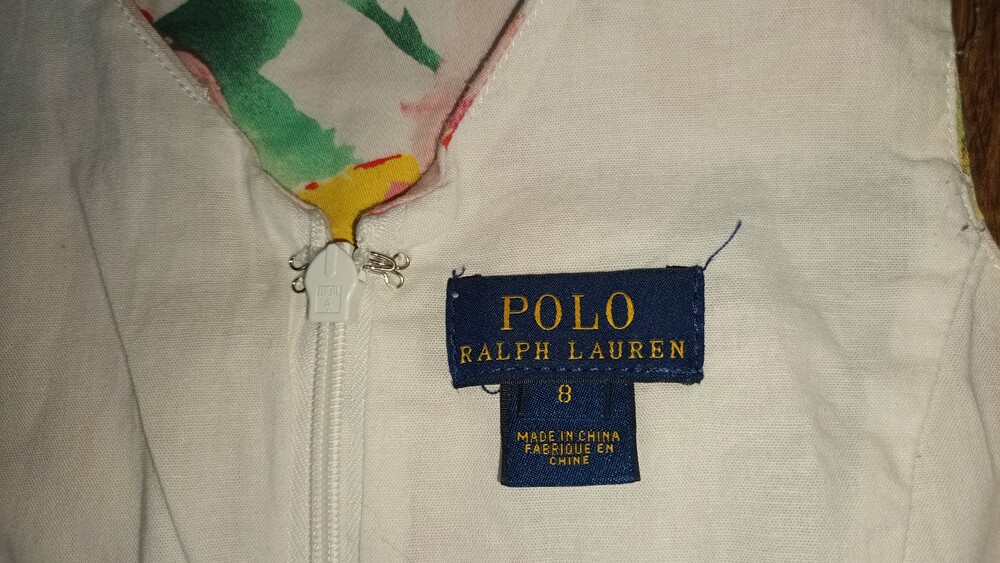 POLO
RALPH LAUREN
8
MADE IN CHINA
FABRIQUE EN
CHINE